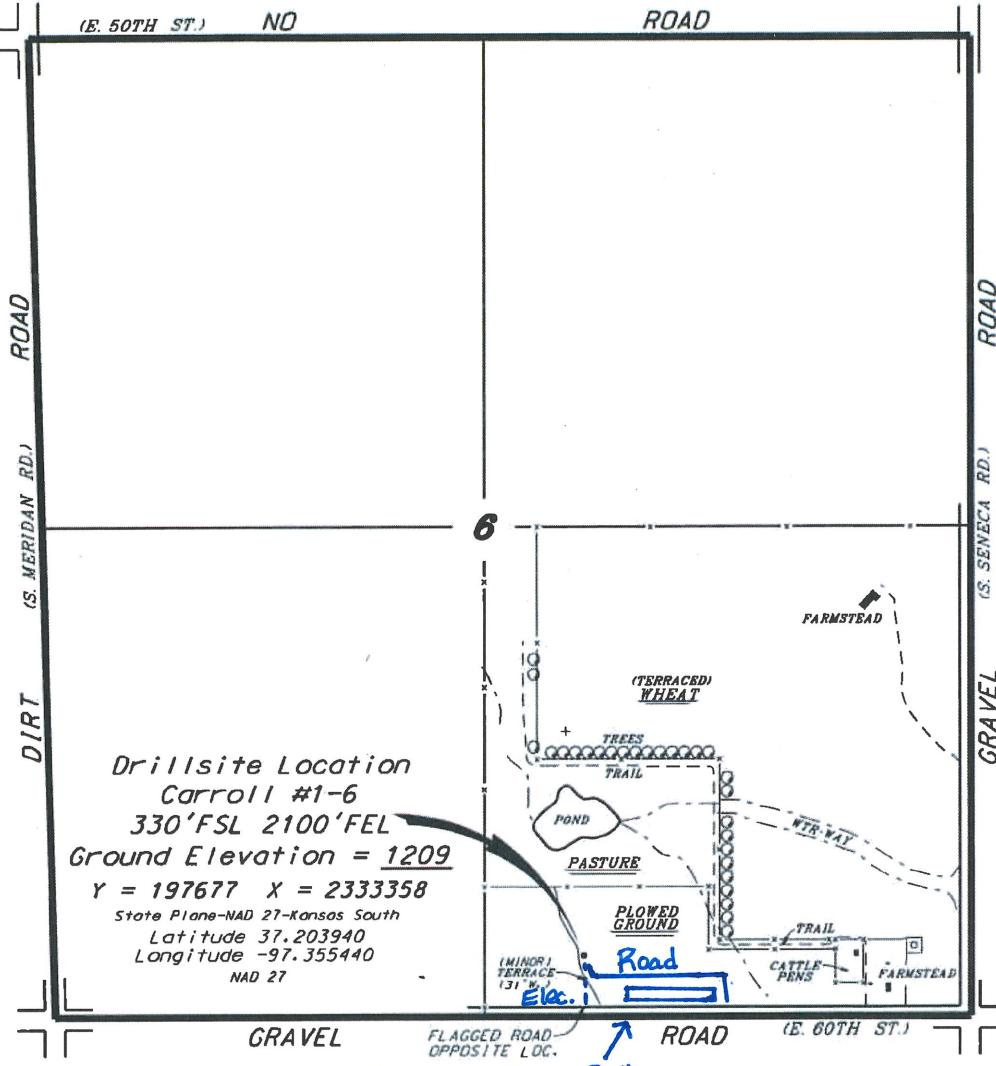 (E. 50TH ST.) NO ROAD
ROAD
(S. MERIDAN RD.)
DIRT
ROAD
(S. SENECA RD.)
GRAVEL
6
FARMSTEAD
(TERRACED)
WHEAT
TREES
TRAIL
POND
WTR-WAY
PASTURE
Drillsite Location
Carroll #1-6
330'FSL 2100'FEL
Ground Elevation = 1209
Y = 197677 X = 2333358
State Plane-NAD 27-Kansas South
Latitude 37.203940
Longitude -97.355440
NAD 27
PLOWED
GROUND
TRAIL
CATTLE
PENS
FARMSTEAD
(MINOR)
TERRACE
Road
Elec.
GRAVEL ROAD (E. 60TH ST.)
FLAGGED ROAD
OPPOSITE LOC.